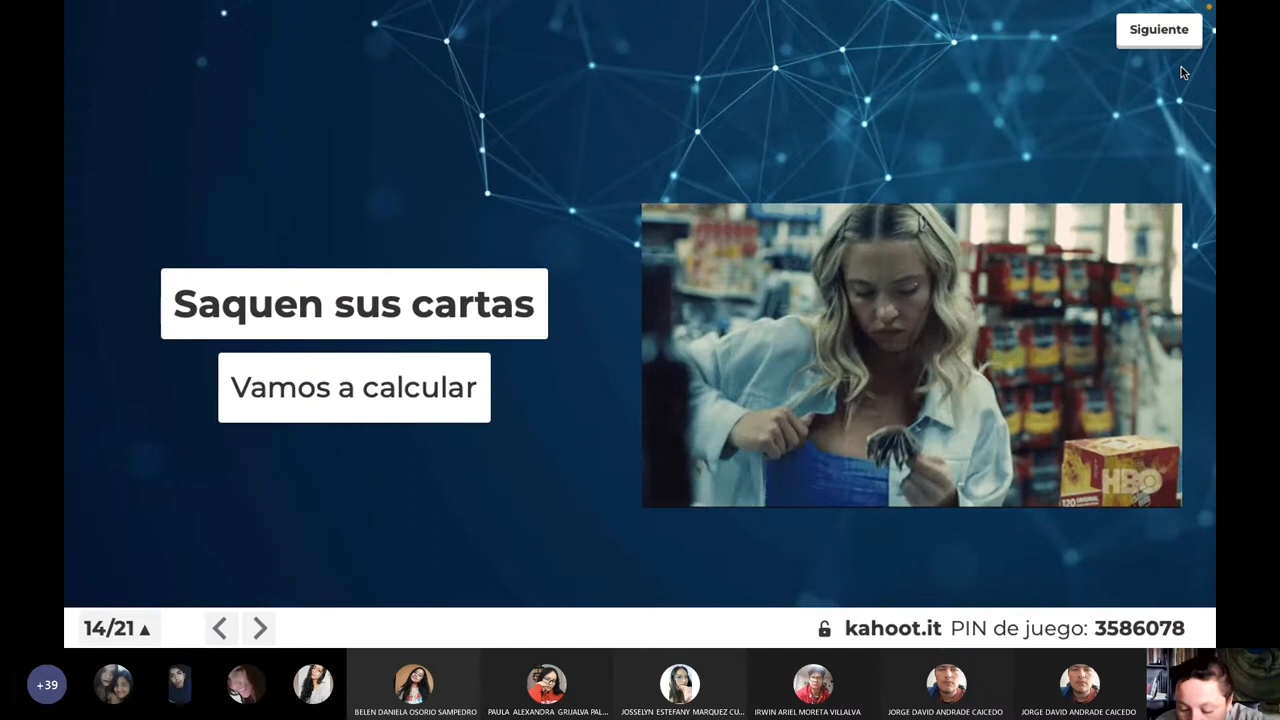 Siguiente
Saquen sus cartas
Vamos a calcular
HBO
120 ORIGINAL
14/21
kahoot.it PIN de juego: 3586078
+39
BELEN DANIELA OSORIO SAMPEDRO
PAULA ALEXANDRA GRIJALVA PAL...
JOSSELYN ESTEFANY MARQUEZ CU...
IRWIN ARIEL MORETA VILLALVA
JORGE DAVID ANDRADE CAICEDO
JORGE DAVID ANDRADE CAICEDO